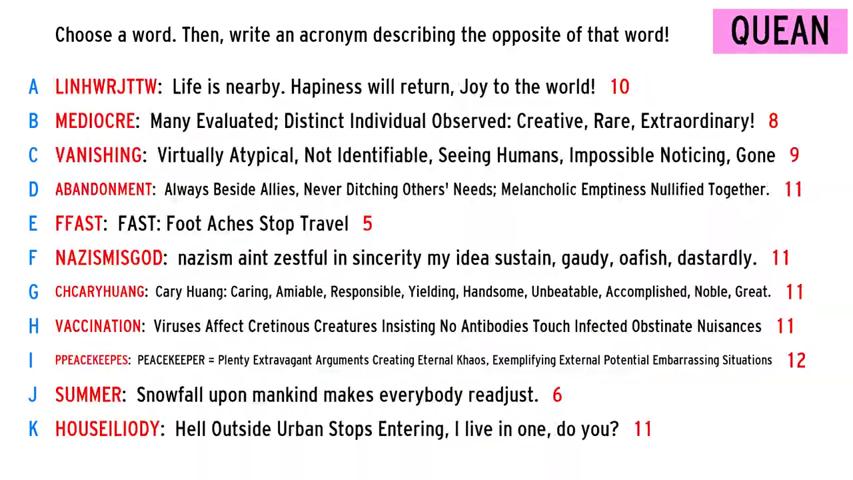 Choose a word. Then, write an acronym describing the opposite of that word!
QUEAN
A LINHWRJTTW: Life is nearby. Hapiness will return, Joy to the world! 10
B MEDIOCRE: Many Evaluated; Distinct Individual Observed: Creative, Rare, Extraordinary! 8
C VANISHING: Virtually Atypical, Not Identifiable, Seeing Humans, Impossible Noticing, Gone 9
D ABANDONMENT: Always Beside Allies, Never Ditching Others' Needs; Melancholic Emptiness Nullified Together. 11
E FFAST: FAST: Foot Aches Stop Travel 5
F NAZISMISGOD: nazism aint zestful in sincerity my idea sustain, gaudy, oafish, dastardly. 11
G CHCARYHUANG: Cary Huang: Caring, Amiable, Responsible, Yielding, Handsome, Unbeatable, Accomplished, Noble, Great. 11
H VACCINATION: Viruses Affect Cretinous Creatures Insisting No Antibodies Touch Infected Obstinate Nuisances 11
I PPEACEKEEPES: PEACEKEEPER = Plenty Extravagant Arguments Creating Eternal Khaos, Exemplifying External Potential Embarrassing Situations 12
J SUMMER: Snowfall upon mankind makes everybody readjust. 6
K HOUSEILIODY: Hell Outside Urban Stops Entering, I live in one, do you? 11